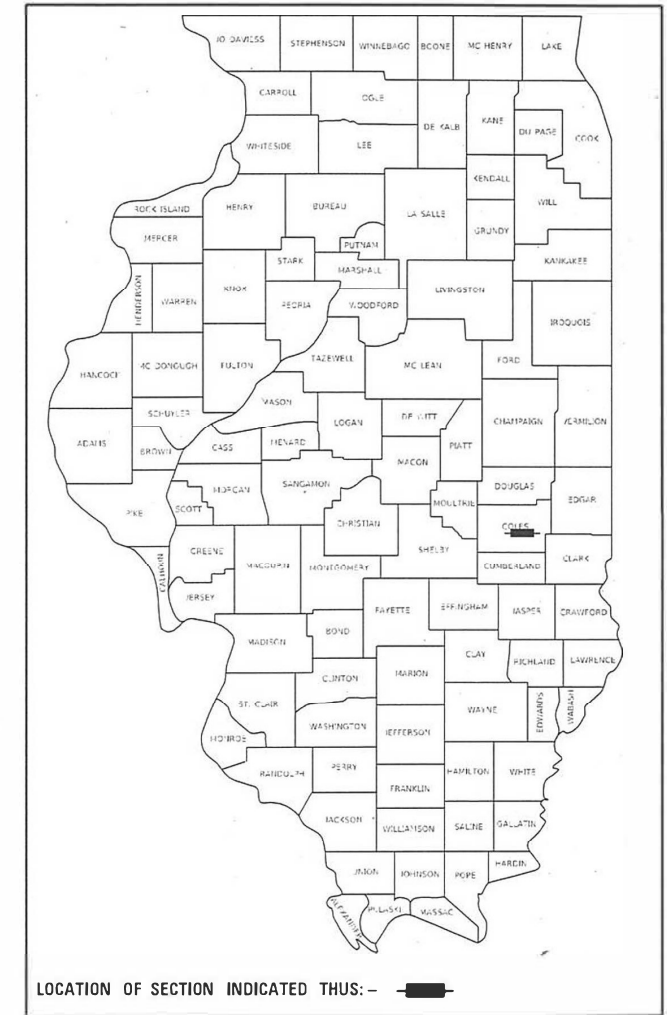 JO DAVIESS STEPHENSON WINNEBAGO BOONE MC HENRY LAKE
CARROLL OGLE
DE KALB KANE DU PAGE COOK
WHITESIDE LEE
KENDALL
ROCK ISLAND HENRY BUREAU LA SALLE WILL
GRUNDY
MERCER PUTNAM
STARK MARSHALL KANKAKEE
HENDERSON WARREN KNOX PEORIA WOODFORD LIVINGSTON
IROQUOIS
HANCOCK MC DONOUGH FULTON TAZEWELL MC LEAN FORD
MASON
SCHUYLER LOGAN DE WITT CHAMPAIGN VERMILION
ADAMS BROWN CASS MENARD PIATT
MACON
MORGAN SANGAMON DOUGLAS
PIKE SCOTT MOULTRIE EDGAR
CHRISTIAN COLES
GREENE SHELBY
CALHOUN MACOUPIN MONTGOMERY CUMBERLAND CLARK
JERSEY FAYETTE EFFINGHAM JASPER CRAWFORD
MADISON BOND
CLAY RICHLAND LAWRENCE
CLINTON MARION
ST. CLAIR WAYNE EDWARDS WABASH
WASHINGTON JEFFERSON
MONROE
RANDOLPH PERRY HAMILTON WHITE
FRANKLIN
JACKSON WILLIAMSON SALINE GALLATIN
UNION JOHNSON POPE HARDIN
ALEXANDER PULASKI MASSAC
LOCATION OF SECTION INDICATED THUS:–